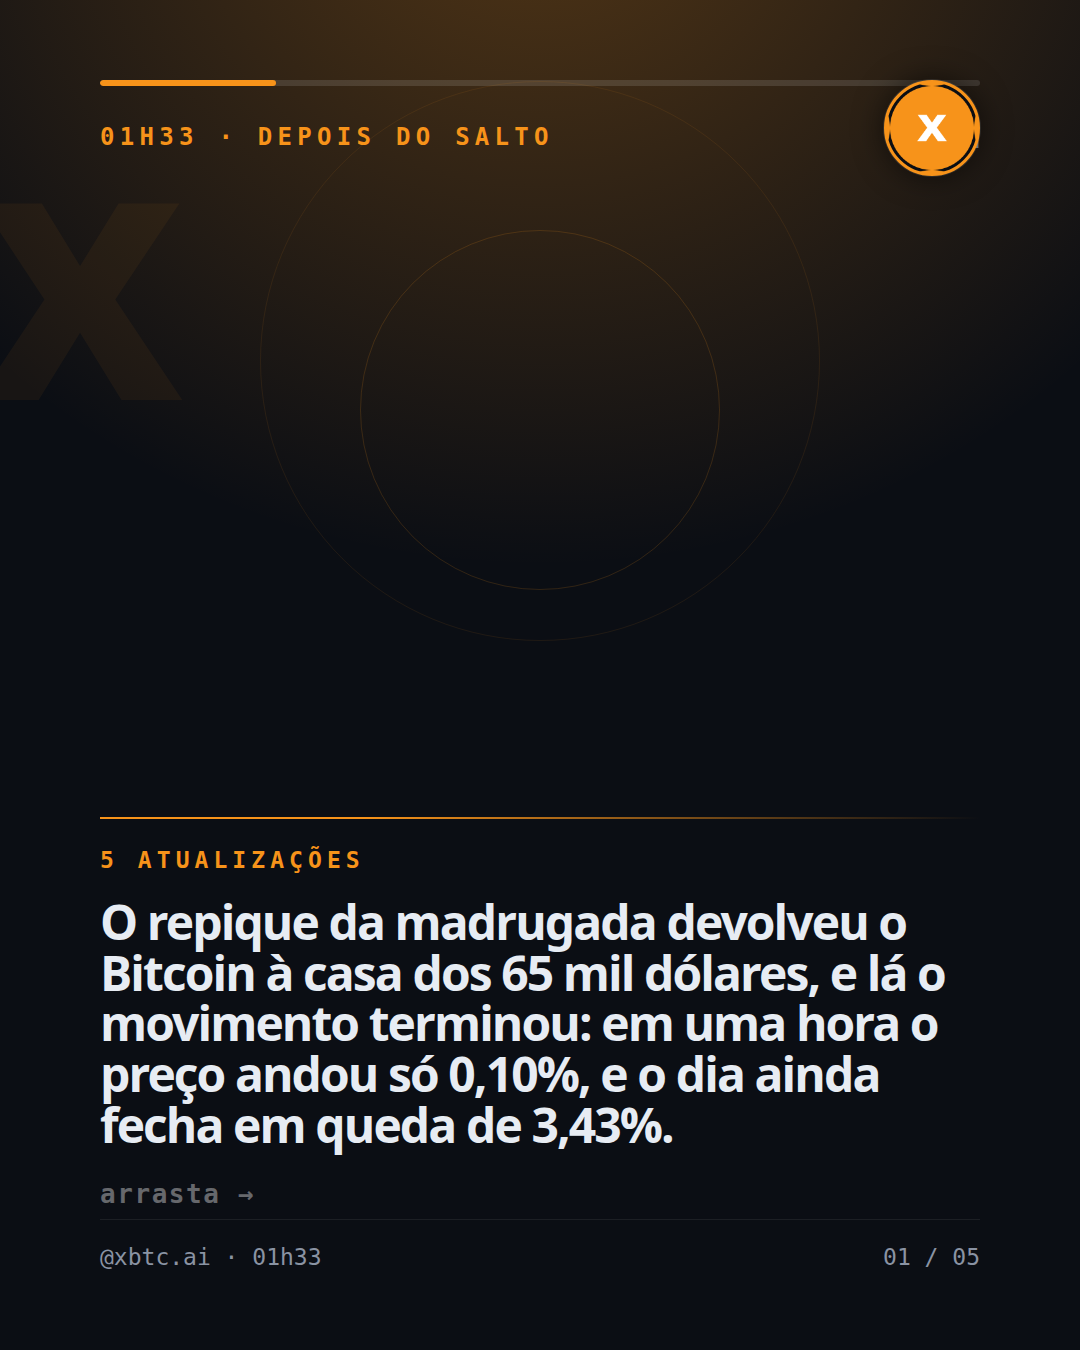 01H33 · DEPOIS DO SALTO
x
x
5 ATUALIZAÇÕES
O repique da madrugada devolveu o
Bitcoin à casa dos 65 mil dólares, e lá o
movimento terminou: em uma hora o
preço andou só 0,10%, e o dia ainda
fecha em queda de 3,43%.
arrasta →
@xbtc.ai · 01h33
01 / 05